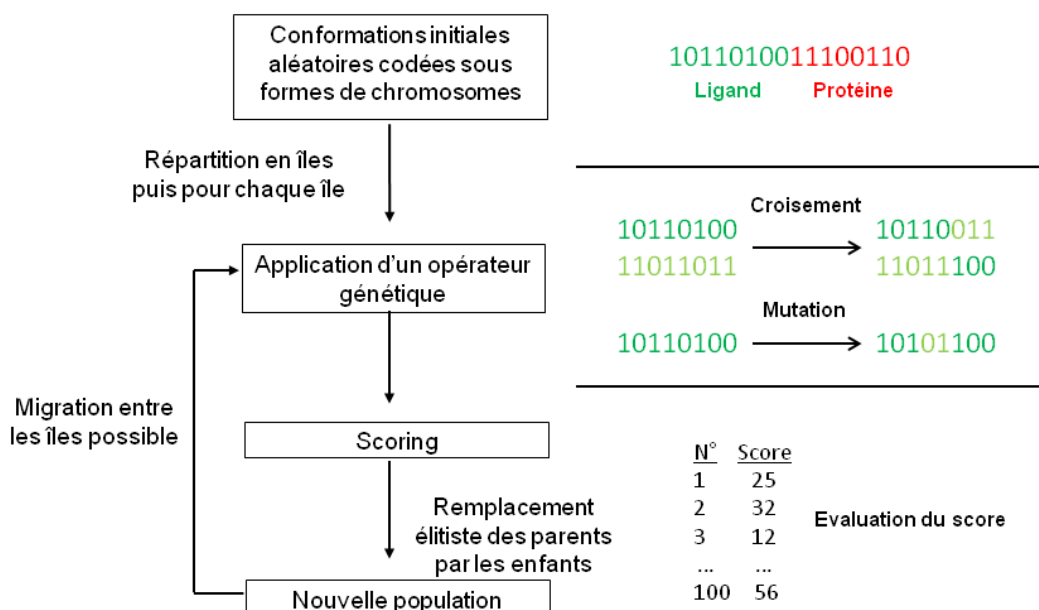 Conformations initiales
aléatoires codées sous
formes de chromosomes
1011010011100110
Ligand Protéine
Répartition en îles
puis pour chaque île
Application d'un opérateur
génétique
Croisement
10110100 10110011
11011011 11011100
Mutation
10110100 10101100
Migration entre
les îles possible
Scoring
Remplacement
élitiste des parents
par les enfants
Nouvelle population
N° Score
1 25
2 32
3 12
... ...
100 56
Evaluation du score